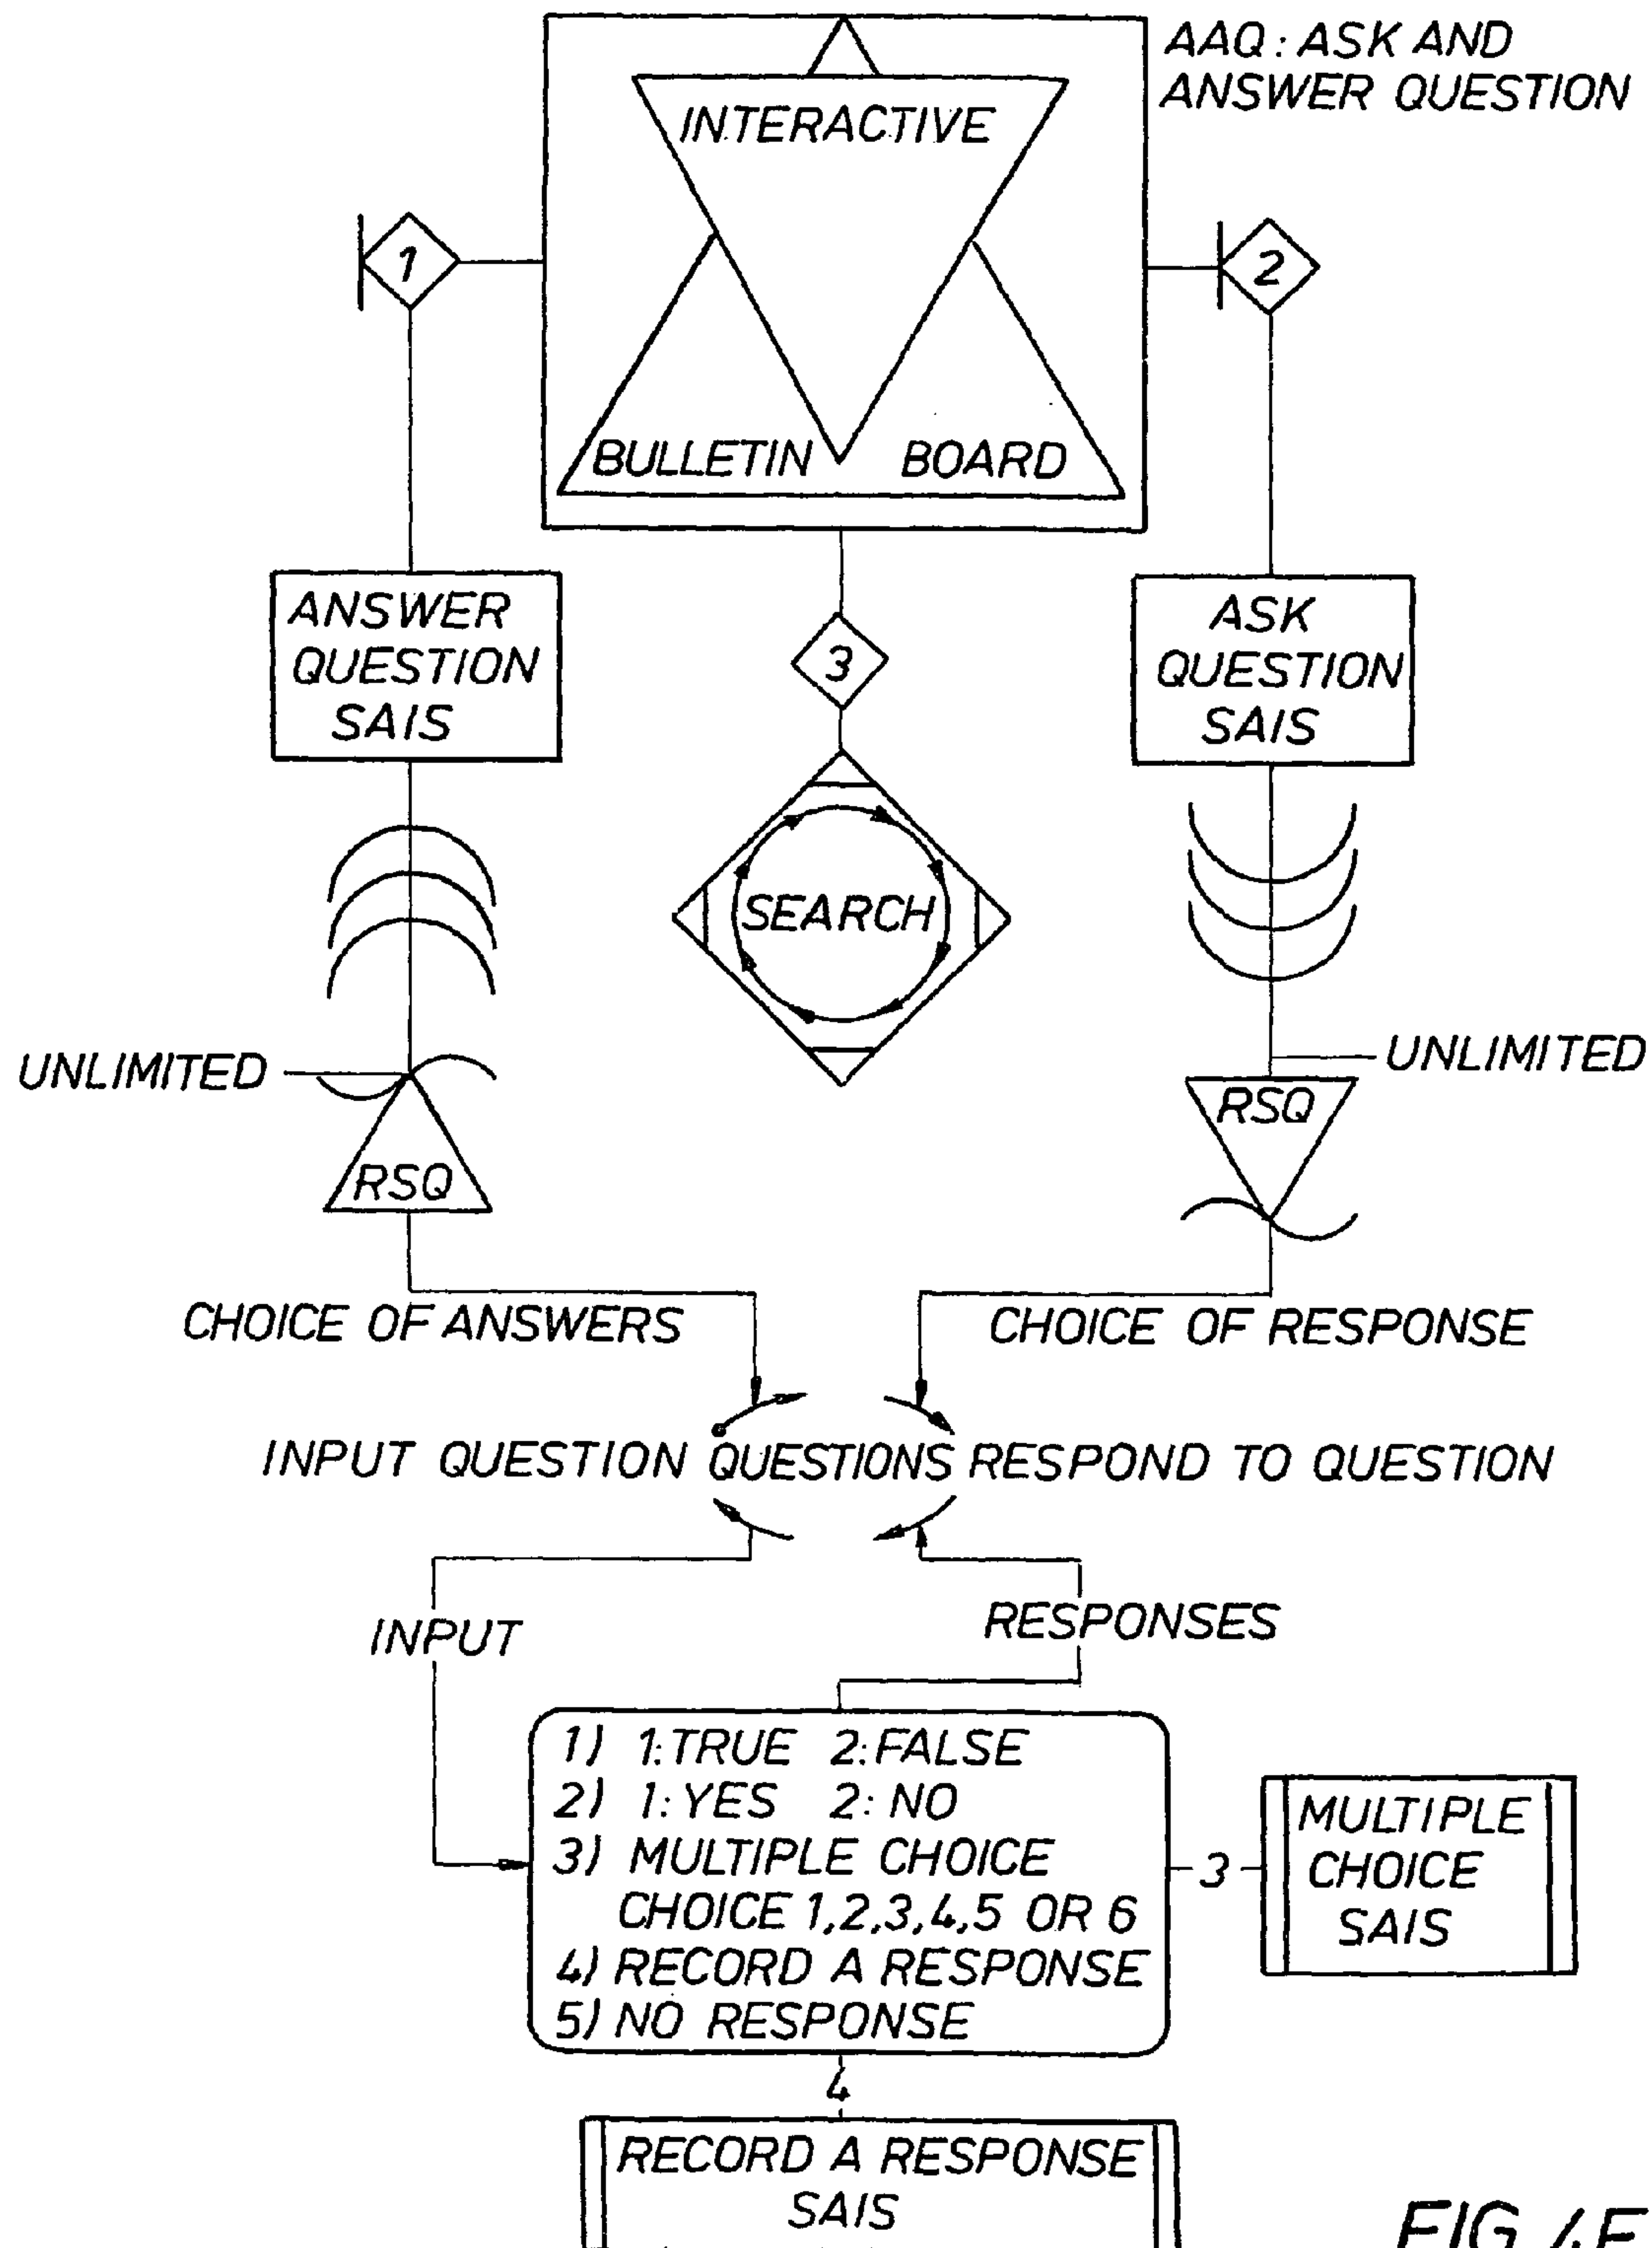 AAQ: ASK AND
ANSWER QUESTION
INTERACTIVE
1
2
BULLETIN BOARD
ANSWER
QUESTION
SAIS
3
ASK
QUESTION
SAIS
SEARCH
UNLIMITED
UNLIMITED
RSQ
RSQ
CHOICE OF ANSWERS
CHOICE OF RESPONSE
INPUT QUESTION QUESTIONS RESPOND TO QUESTION
INPUT
RESPONSES
1) 1:TRUE 2:FALSE
2) 1:YES 2:NO
3) MULTIPLE CHOICE
CHOICE 1,2,3,4,5 OR 6
4) RECORD A RESPONSE
5) NO RESPONSE
3
MULTIPLE
CHOICE
SAIS
4
RECORD A RESPONSE
SAIS
FIG.